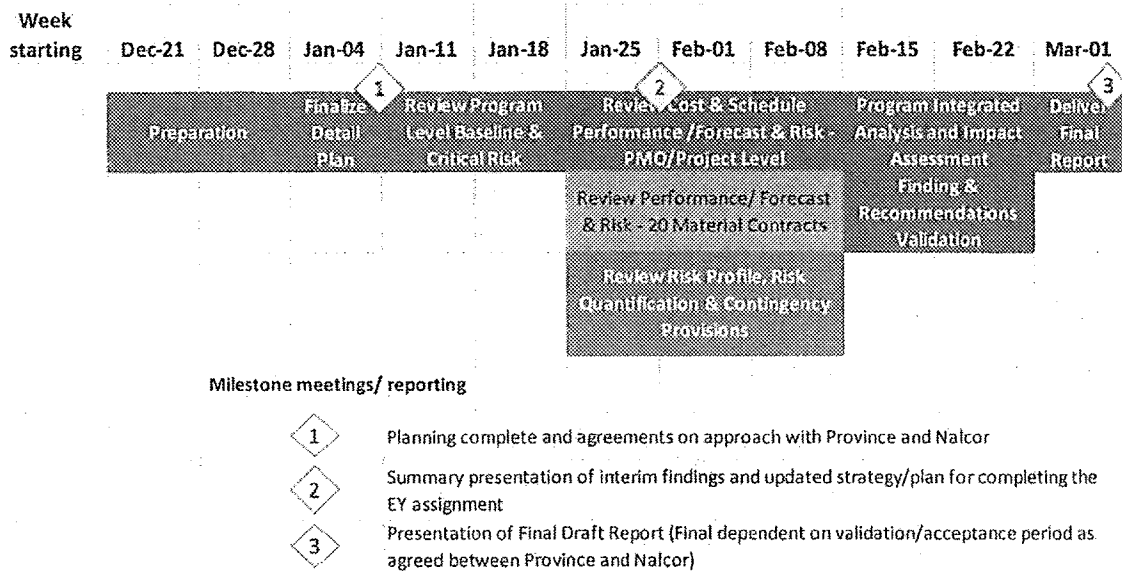 Week
starting
Dec-21 Dec-28 Jan-04 Jan-11 Jan-18 Jan-25 Feb-01 Feb-08 Feb-15 Feb-22 Mar-01
1
2
3
Preparation
Finalize
Detail
Plan
Review Program
Level Baseline &
Critical Risk
Review Cost & Schedule
Performance /Forecast & Risk -
PMO/Project Level
Program Integrated
Analysis and Impact
Assessment
Deliver
Final
Report
Review Performance/ Forecast
& Risk - 20 Material Contracts
Finding &
Recommendations
Validation
Review Risk Profile, Risk
Quantification & Contingency
Provisions
Milestone meetings/ reporting
1 Planning complete and agreements on approach with Province and Nalcor
2 Summary presentation of interim findings and updated strategy/plan for completing the
EY assignment
3 Presentation of Final Draft Report (Final dependent on validation/acceptance period as
agreed between Province and Nalcor)